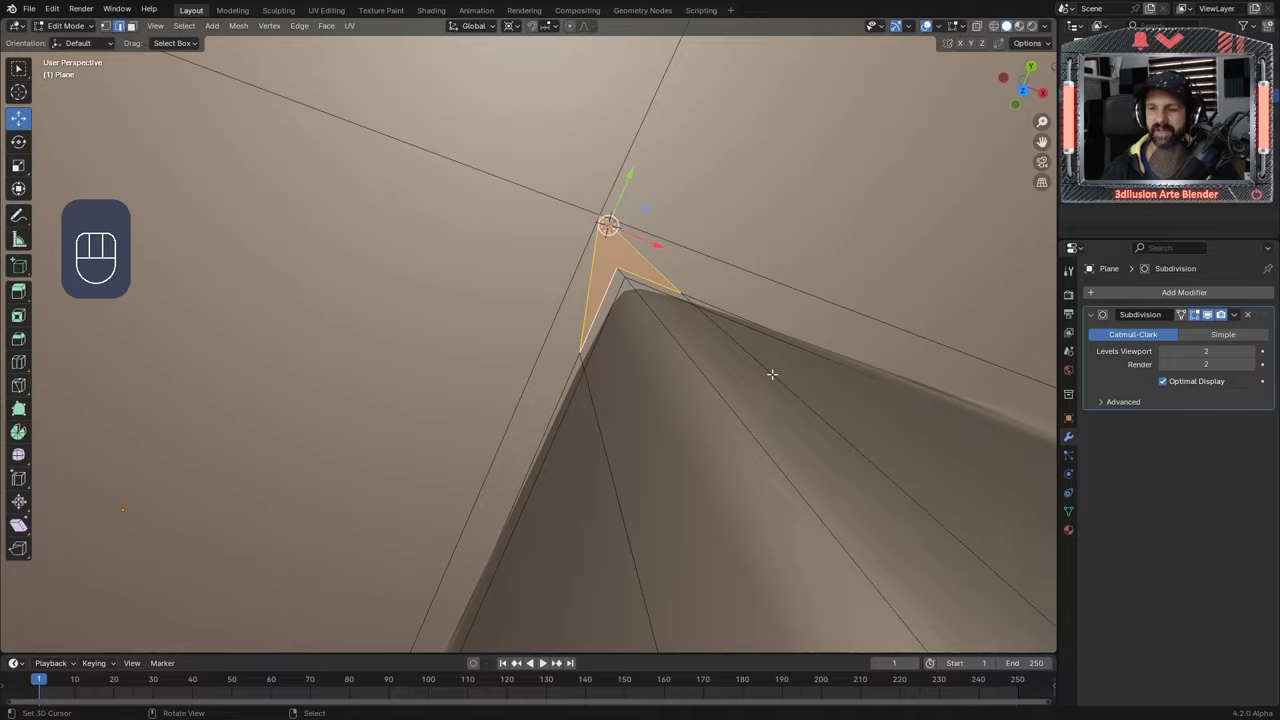 File Edit Render Window Help
Layout Modeling Sculpting UV Editing Texture Paint Shading Animation Rendering Compositing Geometry Nodes Scripting +
Scene
ViewLayer
Edit Mode View Select Add Mesh Vertex Edge Face UV
Global
Orientation: Default Drag: Select Box
X Y Z Options
User Perspective
(1) Plane
Y
X
Z
3dIlusion Arte Blender
Search
Plane > Subdivision
+ Add Modifier
Subdivision
Catmull-Clark Simple
Levels Viewport 2
Render 2
Optimal Display
Advanced
Playback Keying View Marker
1 Start 1 End 250
1 10 20 30 40 50 60 70 80 90 100 110 120 130 140 150 160 170 180 190 200 210 220 230 240 250
Set 3D Cursor Rotate View Select
4.2.0 Alpha